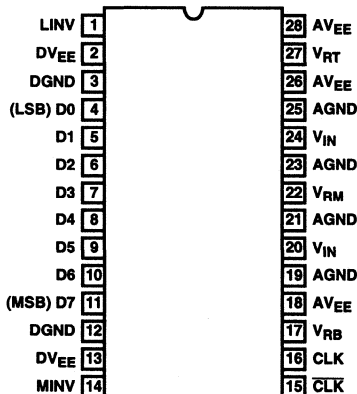 LINV 1 28 AVEE
DVEE 2 27 VRT
DGND 3 26 AVEE
(LSB) D0 4 25 AGND
D1 5 24 VIN
D2 6 23 AGND
D3 7 22 VRM
D4 8 21 AGND
D5 9 20 VIN
D6 10 19 AGND
(MSB) D7 11 18 AVEE
DGND 12 17 VRB
DVEE 13 16 CLK
MINV 14 15 C̅L̅K̅